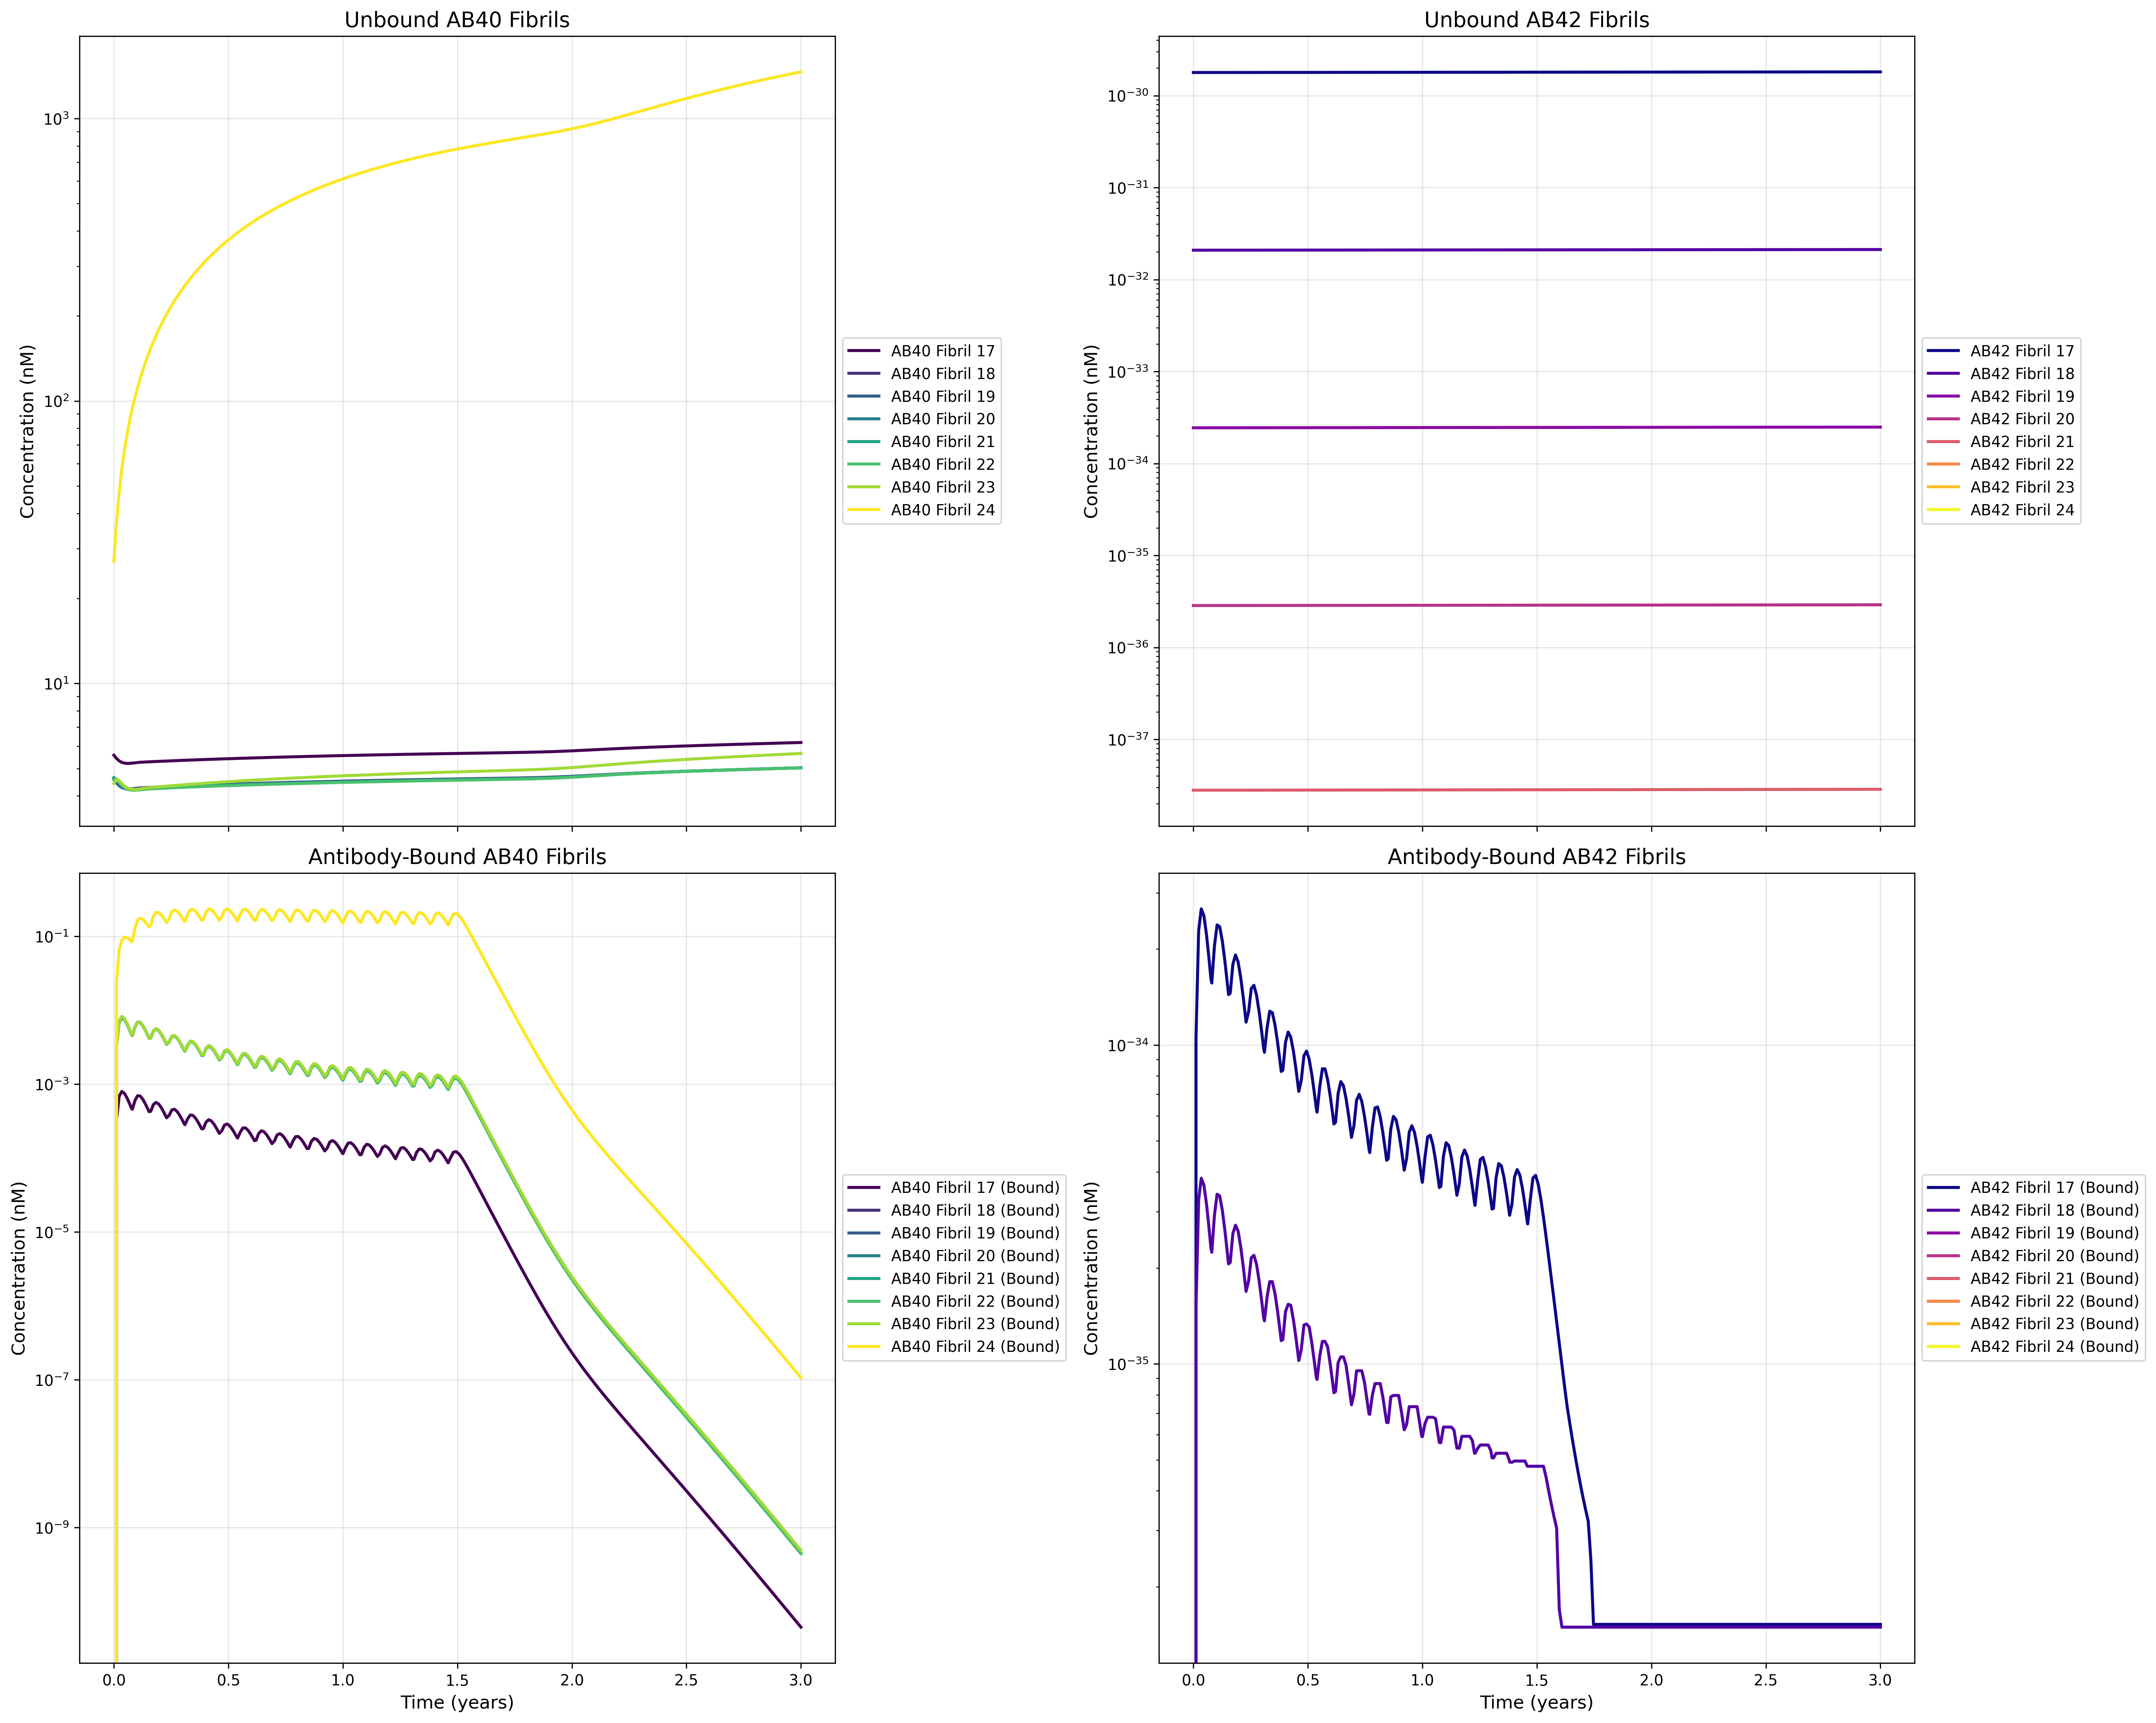 Unbound AB40 Fibrils
Concentration (nM)
10³
10²
10¹
AB40 Fibril 17
AB40 Fibril 18
AB40 Fibril 19
AB40 Fibril 20
AB40 Fibril 21
AB40 Fibril 22
AB40 Fibril 23
AB40 Fibril 24
Unbound AB42 Fibrils
Concentration (nM)
10⁻³⁰
10⁻³¹
10⁻³²
10⁻³³
10⁻³⁴
10⁻³⁵
10⁻³⁶
10⁻³⁷
AB42 Fibril 17
AB42 Fibril 18
AB42 Fibril 19
AB42 Fibril 20
AB42 Fibril 21
AB42 Fibril 22
AB42 Fibril 23
AB42 Fibril 24
Antibody-Bound AB40 Fibrils
Concentration (nM)
10⁻¹
10⁻³
10⁻⁵
10⁻⁷
10⁻⁹
0.0 0.5 1.0 1.5 2.0 2.5 3.0
Time (years)
AB40 Fibril 17 (Bound)
AB40 Fibril 18 (Bound)
AB40 Fibril 19 (Bound)
AB40 Fibril 20 (Bound)
AB40 Fibril 21 (Bound)
AB40 Fibril 22 (Bound)
AB40 Fibril 23 (Bound)
AB40 Fibril 24 (Bound)
Antibody-Bound AB42 Fibrils
Concentration (nM)
10⁻³⁴
10⁻³⁵
0.0 0.5 1.0 1.5 2.0 2.5 3.0
Time (years)
AB42 Fibril 17 (Bound)
AB42 Fibril 18 (Bound)
AB42 Fibril 19 (Bound)
AB42 Fibril 20 (Bound)
AB42 Fibril 21 (Bound)
AB42 Fibril 22 (Bound)
AB42 Fibril 23 (Bound)
AB42 Fibril 24 (Bound)